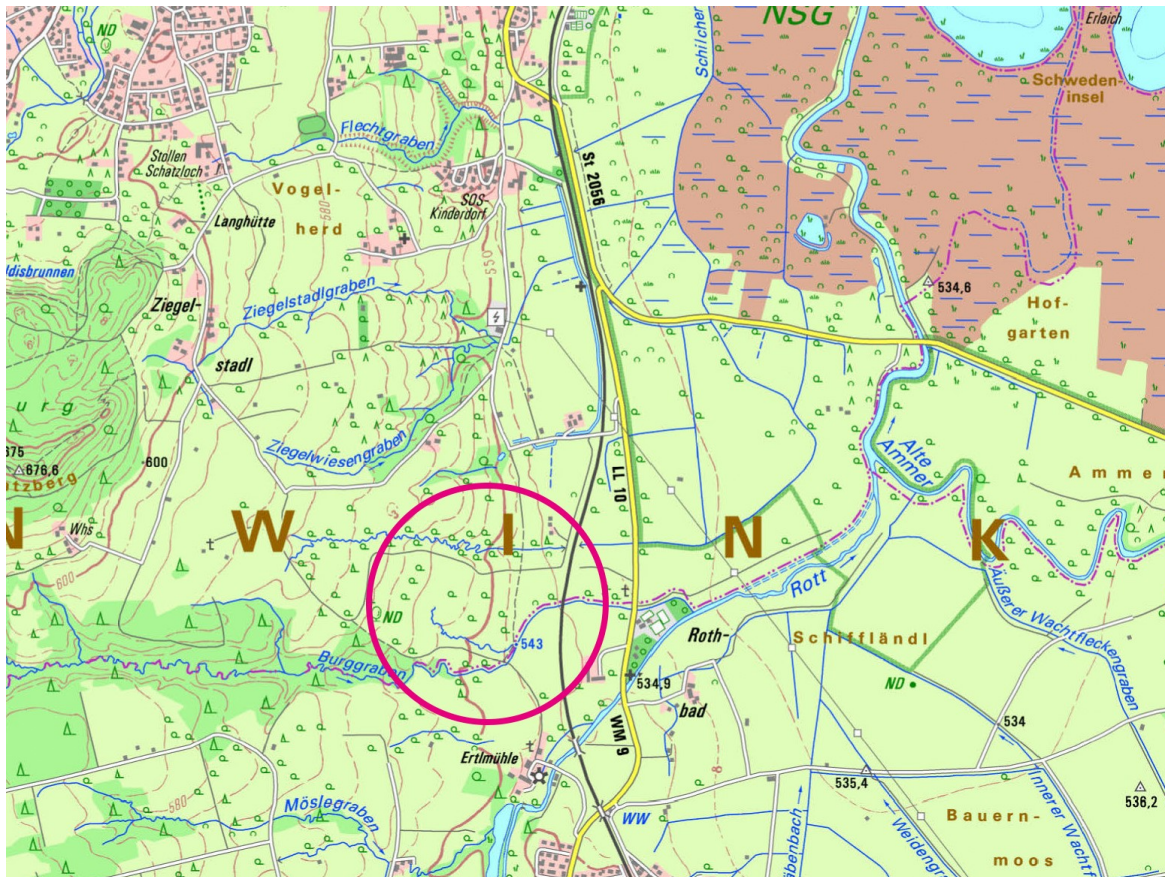 ND
NSG
Erlaich
Schilcher
Schweden-
insel
Flechtgraben
St 2056
Stollen
Schatzloch
SOS-
Kinderdorf
Vogel-
herd
580
Langhütte
550
534,6
Hof-
garten
Ziegelstadlgraben
Ziegel-
stadl
Ziegelwiesengraben
Alte
Ammer
LL 10
675
676,6
600
Ammer
Whs
W
I
N
K
600
ND
543
Rott
Äußerer Wachtfleckengraben
Burggraben
Roth-
bad
Schiffländl
ND
534,9
534
WM 9
Ertlmühle
535,4
536,2
580
Möslegraben
WW
Bauern-
moos